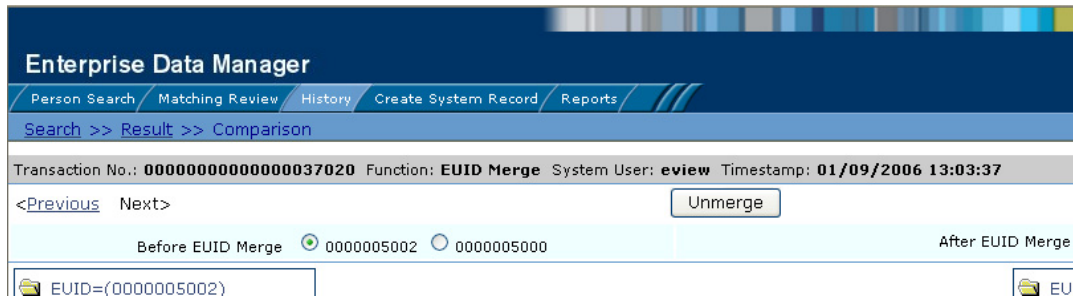 Enterprise Data Manager
Person Search Matching Review History Create System Record Reports
Search >> Result >> Comparison
Transaction No.: 00000000000000037020 Function: EUID Merge System User: eview Timestamp: 01/09/2006 13:03:37
<Previous Next> Unmerge
Before EUID Merge 0000005002 0000005000 After EUID Merge
EUID=(0000005002) EU